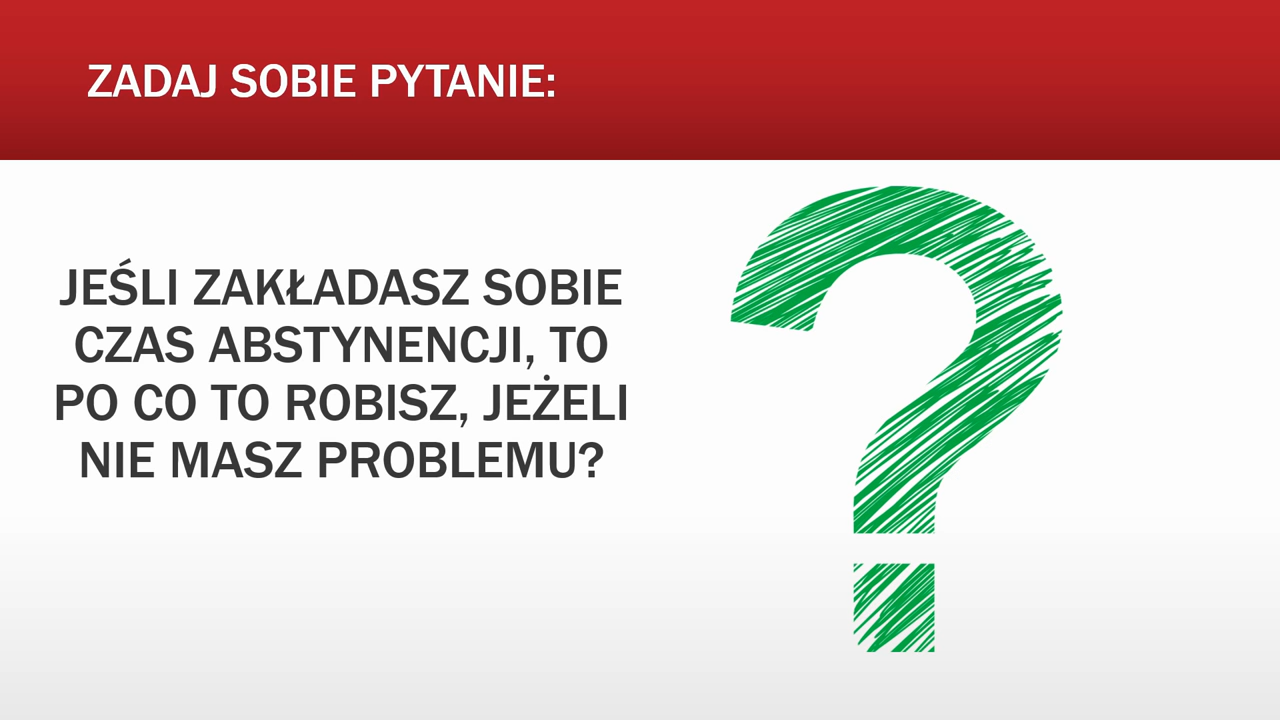 ZADAJ SOBIE PYTANIE:
JEŚLI ZAKŁADASZ SOBIE
CZAS ABSTYNENCJI, TO
PO CO TO ROBISZ, JEŻELI
NIE MASZ PROBLEMU?
?